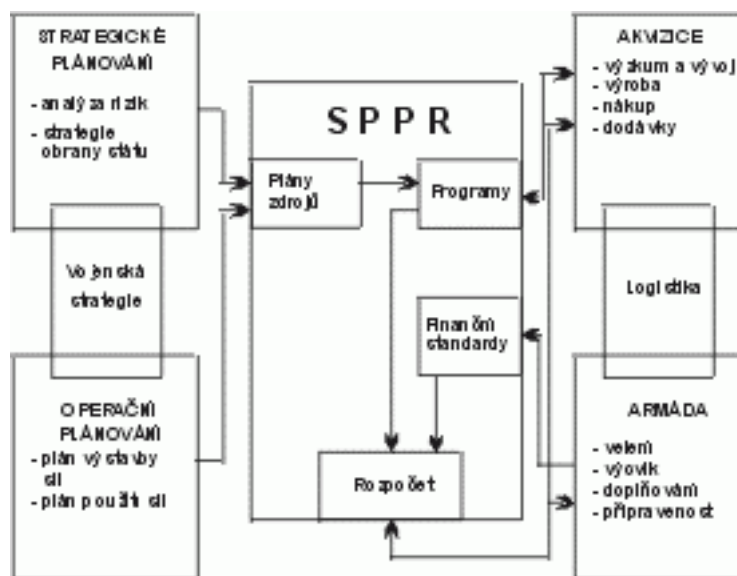 STRATEGICKÉ
PLÁNOVÁNÍ
- analýza rizik
- strategie
obrany státu
Vojenská
strategie
OPERAČNÍ
PLÁNOVÁNÍ
- plán výstavby
sil
- plán použití sil
SPPR
Plány
zdrojů
Programy
Finanční
standardy
Rozpočet
AKVIZICE
- výzkum a vývoj
- výroba
- nákup
- dodávky
Logistika
ARMÁDA
- velení
- výcvik
- doplňování
- připravenost